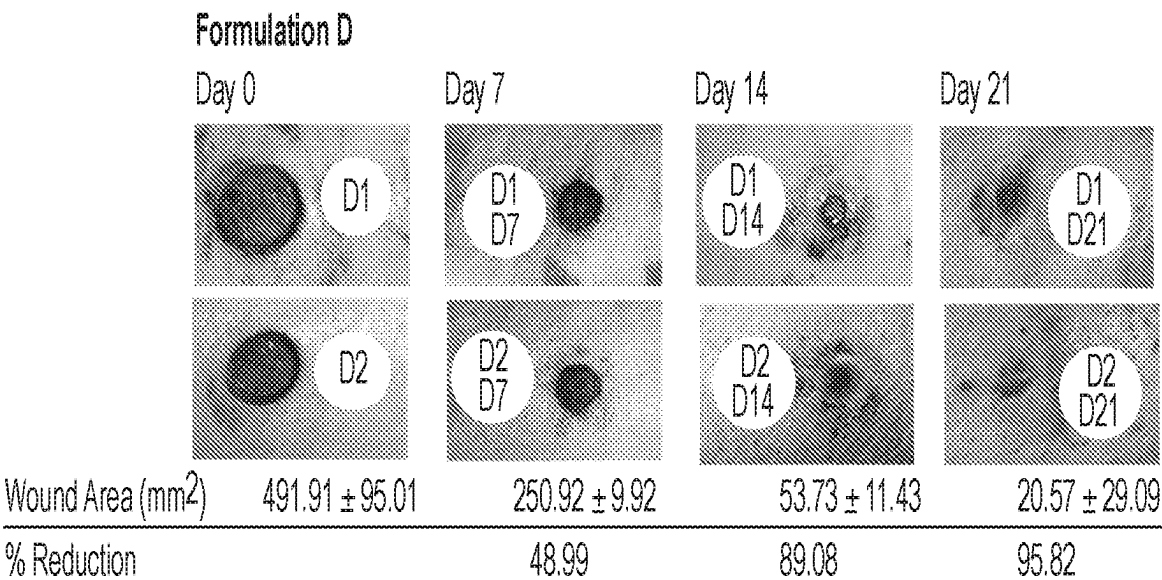 Formulation D
Day 0 Day 7 Day 14 Day 21
D1
D1
D7
D1
D14
D1
D21
D2
D2
D7
D2
D14
D2
D21
Wound Area (mm2) 491.91 ± 95.01 250.92 ± 9.92 53.73 ± 11.43 20.57 ± 29.09
% Reduction 48.99 89.08 95.82